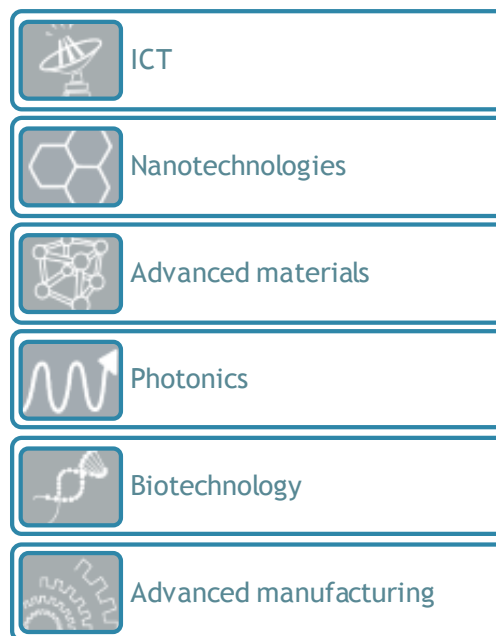 ICT
Nanotechnologies
Advanced materials
Photonics
Biotechnology
Advanced manufacturing